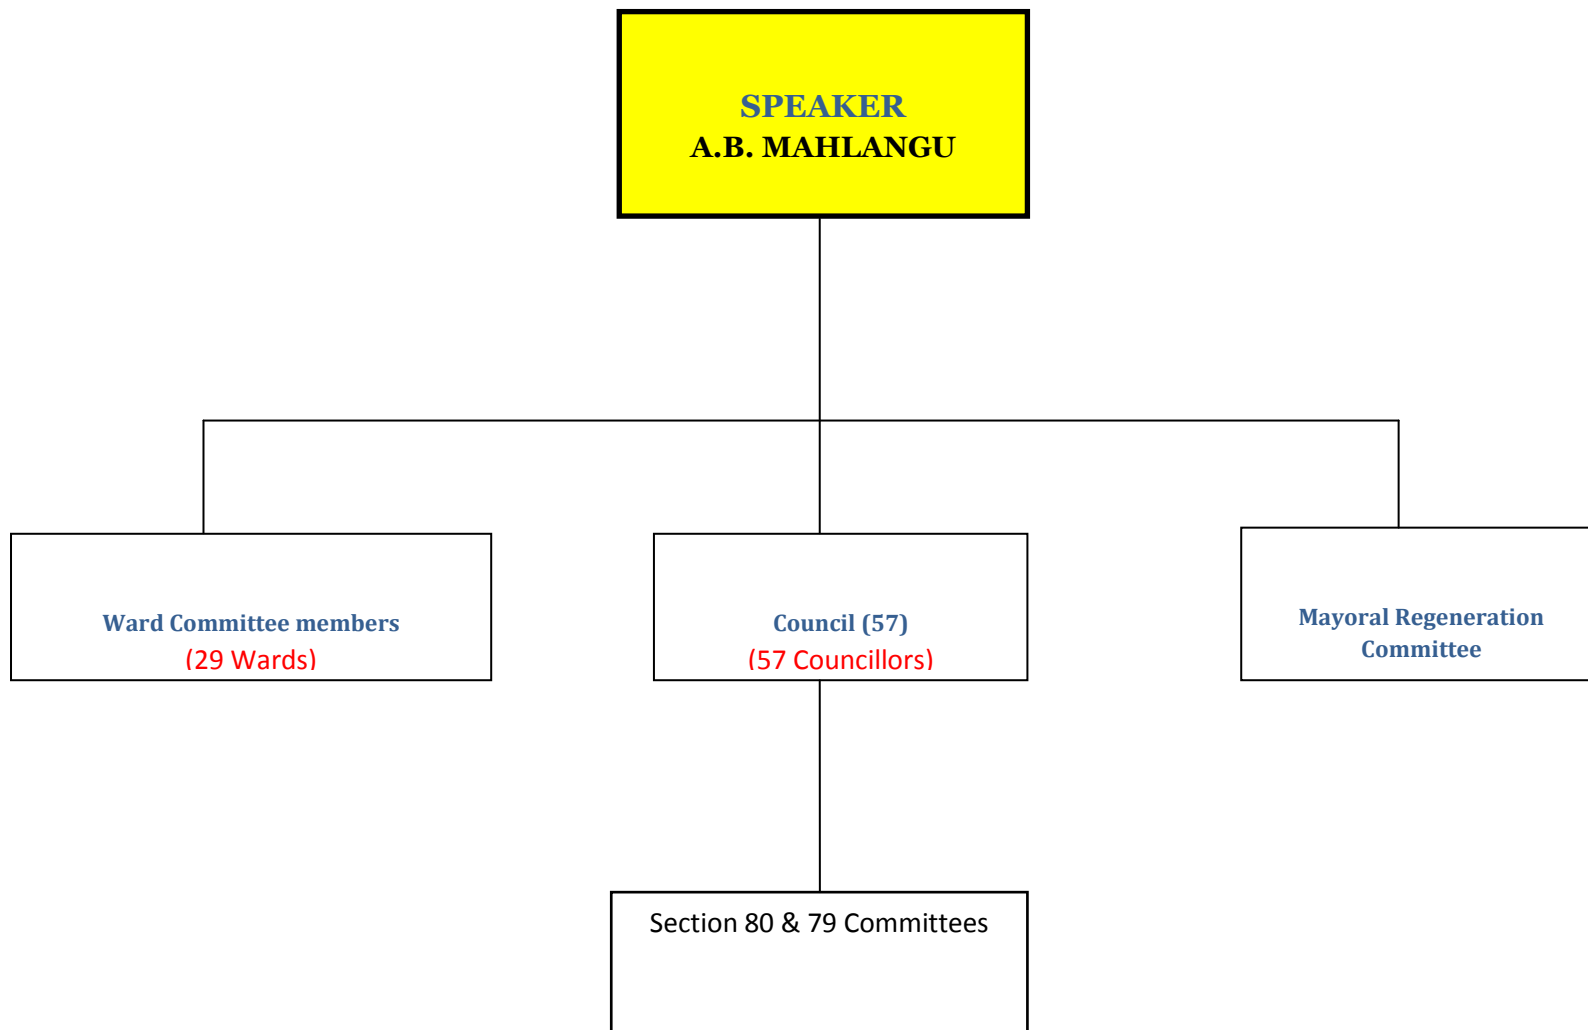 SPEAKER
A.B. MAHLANGU
Ward Committee members
(29 Wards)
Council (57)
(57 Councillors)
Mayoral Regeneration
Committee
Section 80 & 79 Committees